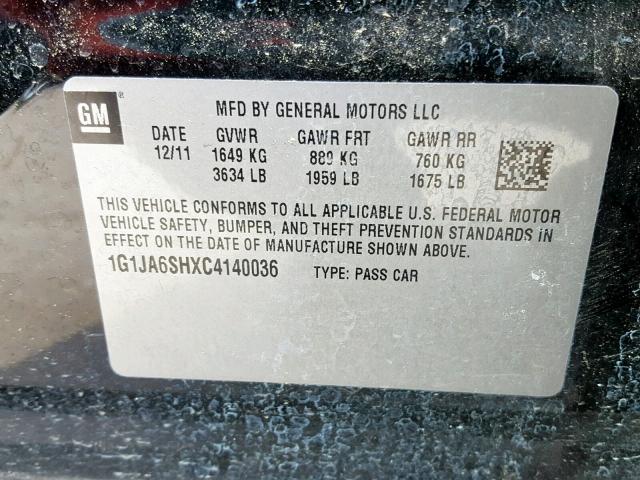 GM ® MFD BY GENERAL MOTORS LLC
DATE GVWR GAWR FRT GAWR RR
12/11 1649 KG 889 KG 760 KG
3634 LB 1959 LB 1675 LB
THIS VEHICLE CONFORMS TO ALL APPLICABLE U.S. FEDERAL MOTOR
VEHICLE SAFETY, BUMPER, AND THEFT PREVENTION STANDARDS IN
EFFECT ON THE DATE OF MANUFACTURE SHOWN ABOVE.
1G1JA6SHXC4140036 TYPE: PASS CAR